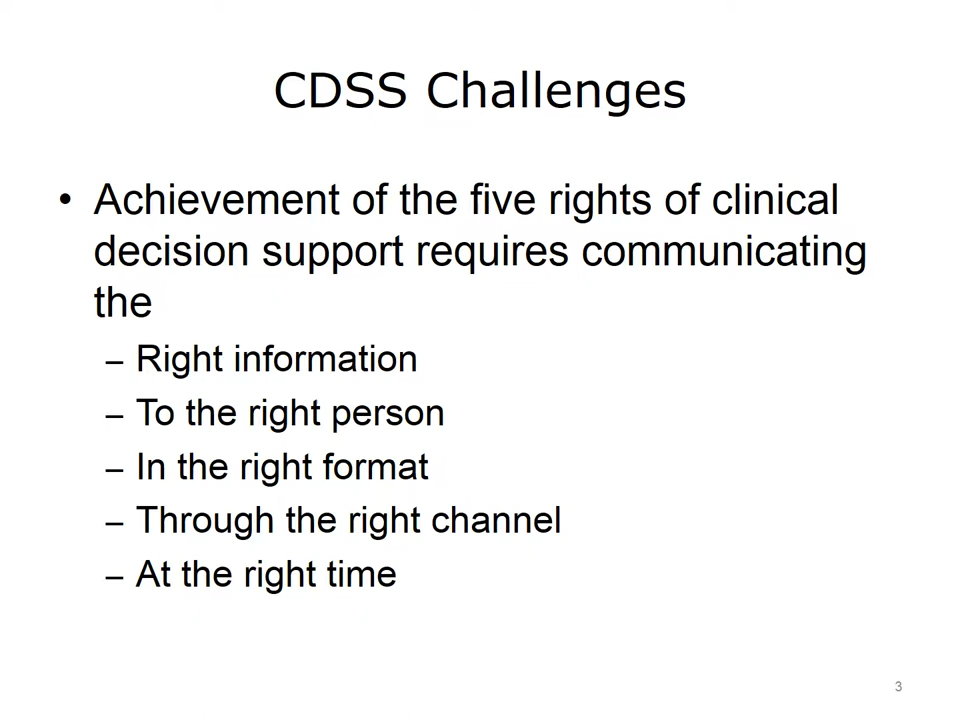 CDSS Challenges
• Achievement of the five rights of clinical
decision support requires communicating
the
– Right information
– To the right person
– In the right format
– Through the right channel
– At the right time
3